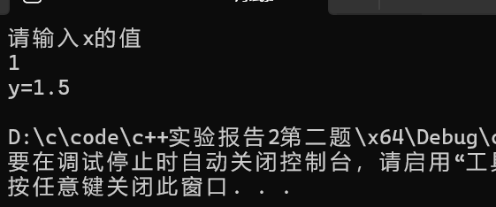 请输入x的值
1
y=1.5
D:\c\code\c++实验报告2第二题\x64\Debug\c
要在调试停止时自动关闭控制台，请启用“工具
按任意键关闭此窗口. . .